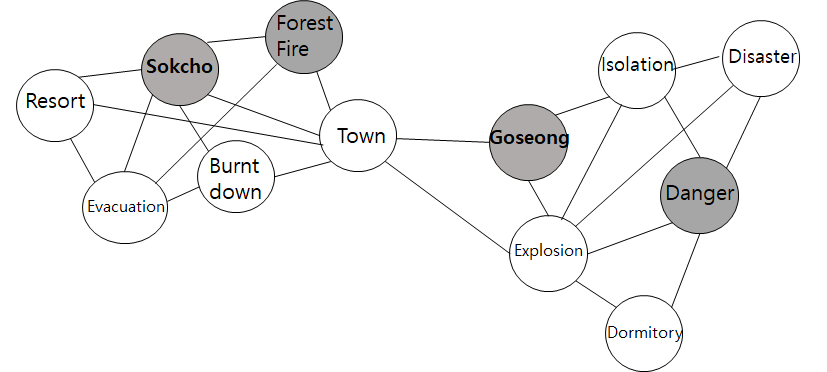 Forest
Fire
Sokcho
Resort
Town
Burnt
down
Evacuation
Isolation
Disaster
Goseong
Danger
Explosion
Dormitory